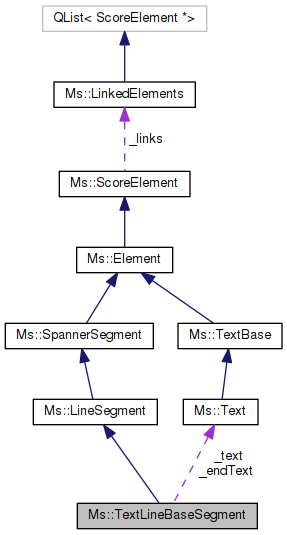 QList< ScoreElement *>
Ms::LinkedElements
_links
Ms::ScoreElement
Ms::Element
Ms::SpannerSegment
Ms::TextBase
Ms::LineSegment
Ms::Text
_text
_endText
Ms::TextLineBaseSegment